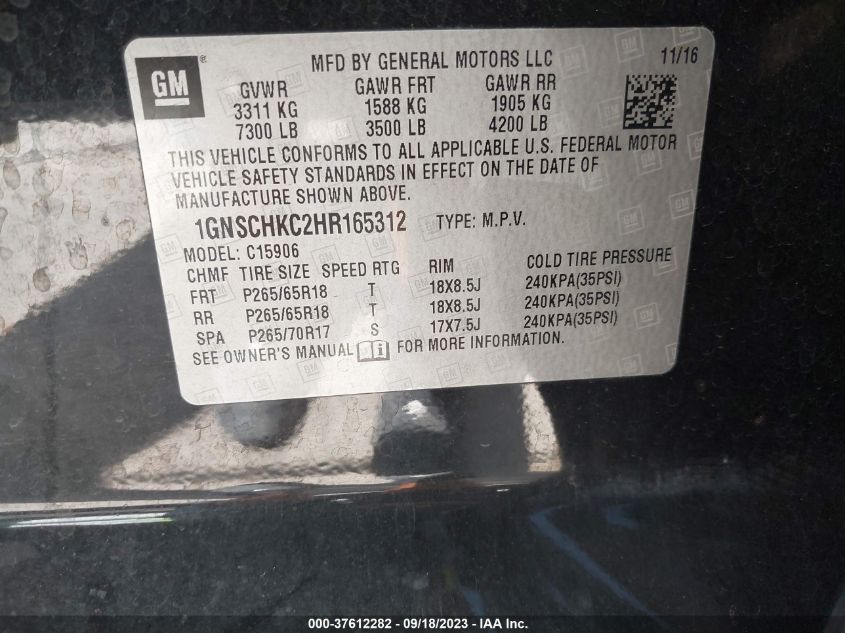 GM ®
MFD BY GENERAL MOTORS LLC 11/16
GVWR GAWR FRT GAWR RR
3311 KG 1588 KG 1905 KG
7300 LB 3500 LB 4200 LB
THIS VEHICLE CONFORMS TO ALL APPLICABLE U.S. FEDERAL MOTOR
VEHICLE SAFETY STANDARDS IN EFFECT ON THE DATE OF
MANUFACTURE SHOWN ABOVE.
1GNSCHKC2HR165312 TYPE: M.P.V.
MODEL: C15906
CHMF TIRE SIZE SPEED RTG RIM COLD TIRE PRESSURE
FRT P265/65R18 T 18X8.5J 240KPA(35PSI)
RR P265/65R18 T 18X8.5J 240KPA(35PSI)
SPA P265/70R17 S 17X7.5J 240KPA(35PSI)
SEE OWNER'S MANUAL i FOR MORE INFORMATION.
000-37612282 - 09/18/2023 - IAA Inc.